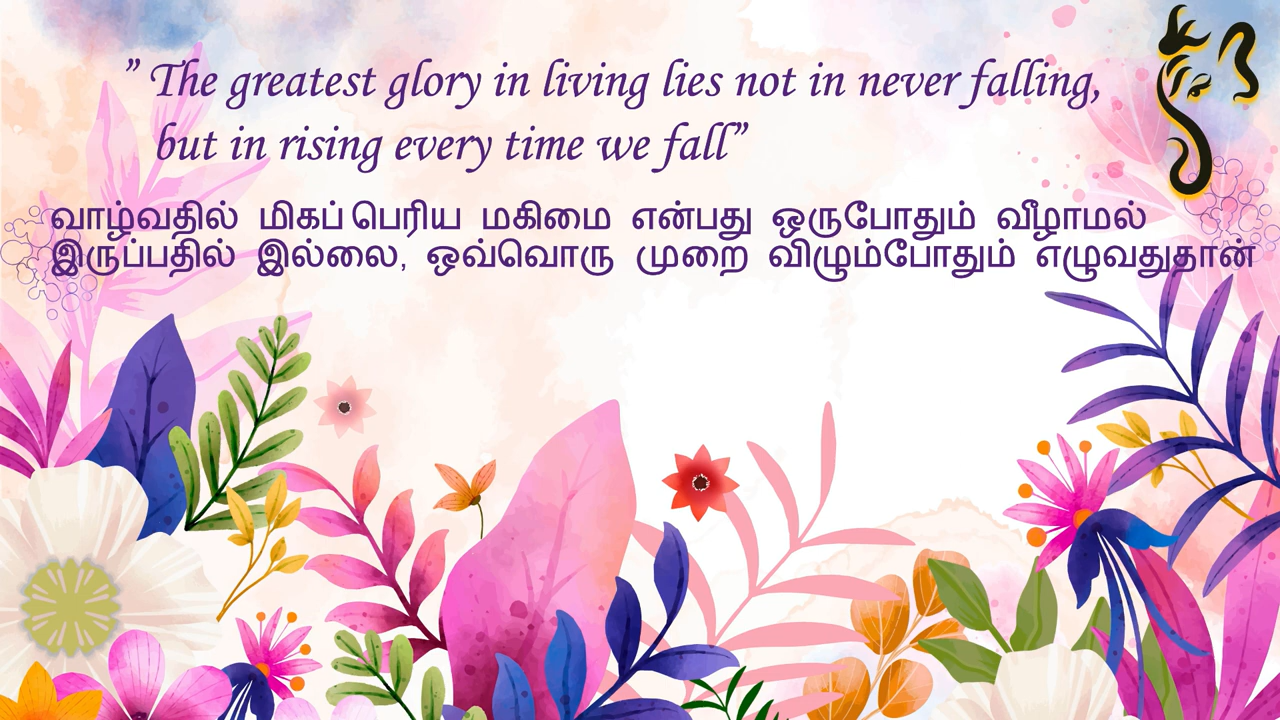 ” The greatest glory in living lies not in never falling,
but in rising every time we fall”
வாழ்வதில் மிகப் பெரிய மகிமை என்பது ஒருபோதும் வீழாமல்
இருப்பதில் இல்லை, ஒவ்வொரு முறை விழும்போதும் எழுவதுதான்